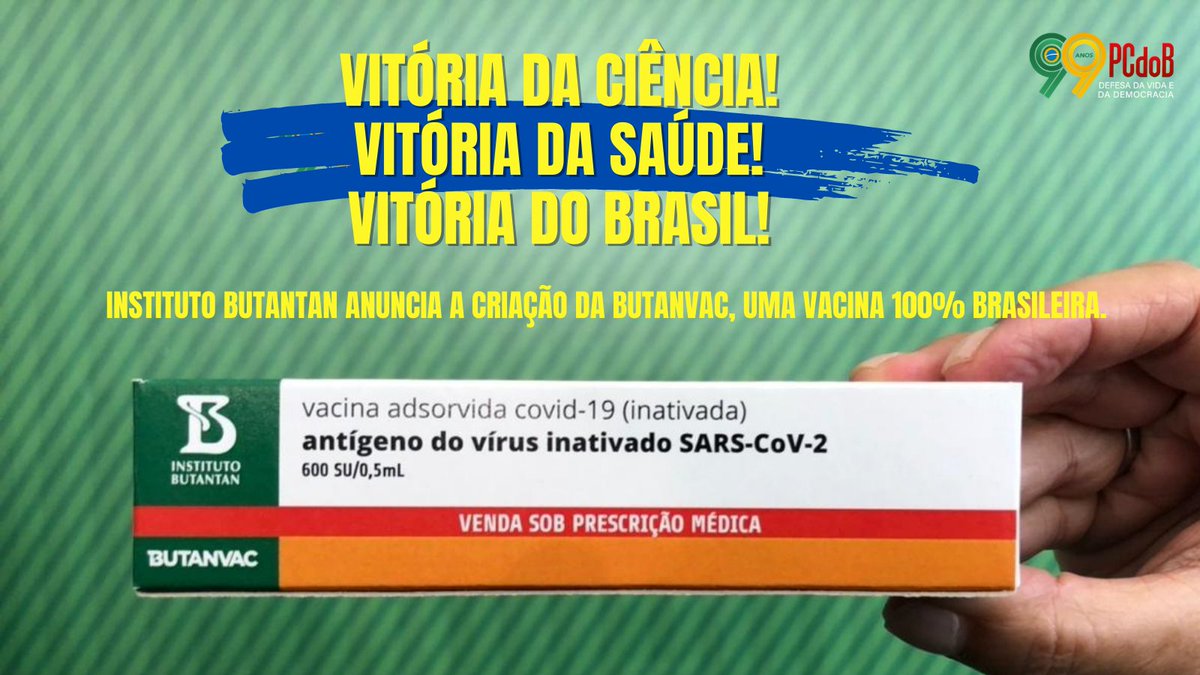 99 ANOS PCdoB
DEFESA DA VIDA E
DA DEMOCRACIA
VITÓRIA DA CIÊNCIA!
VITÓRIA DA SAÚDE!
VITÓRIA DO BRASIL!
INSTITUTO BUTANTAN ANUNCIA A CRIAÇÃO DA BUTANVAC, UMA VACINA 100% BRASILEIRA.
INSTITUTO
BUTANTAN
vacina adsorvida covid-19 (inativada)
antígeno do vírus inativado SARS-CoV-2
600 SU/0,5mL
VENDA SOB PRESCRIÇÃO MÉDICA
BUTANVAC